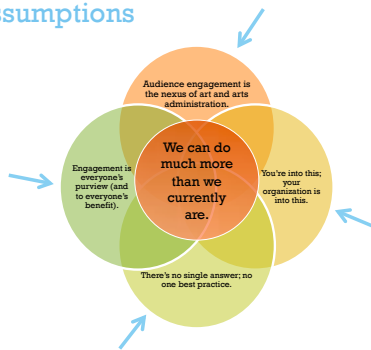 ssumptions
Audience engagement is
the nexus of art and arts
administration.
Engagement is
everyone's
purview (and
to everyone's
benefit).
We can do
much more
than we
currently
are.
You're into this;
your
organization is
into this.
There's no single answer; no
one best practice.